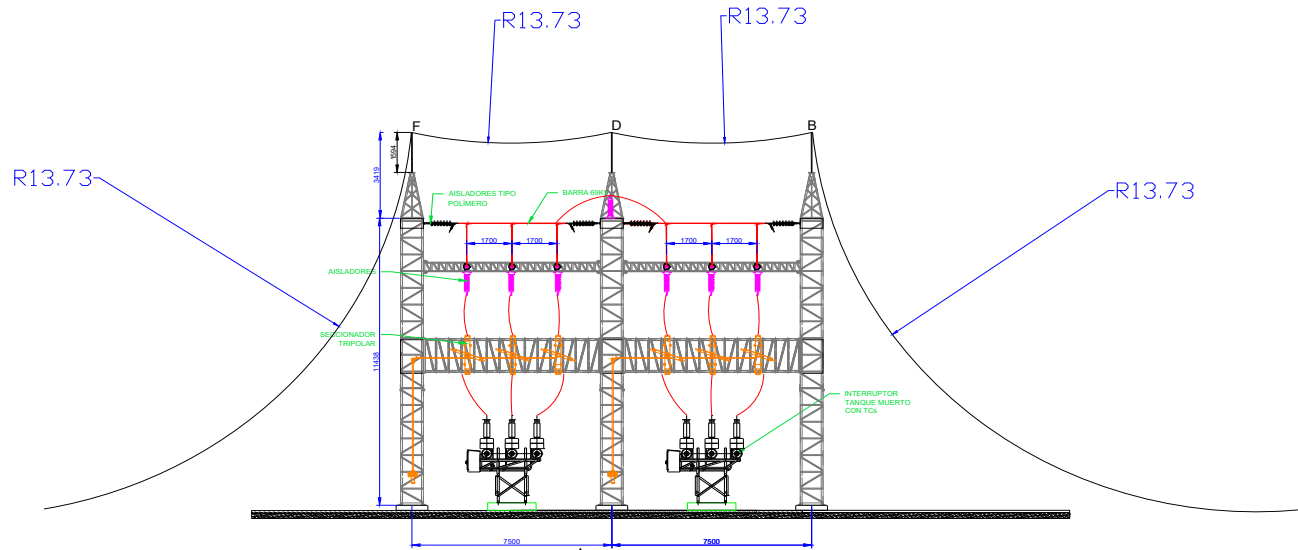 R13.73
R13.73
F
D
B
1594
3419
R13.73
R13.73
AISLADORES TIPO
POLÍMERO
BARRA 69KV
1700
1700
1700
1700
AISLADORES
SECCIONADOR
TRIPOLAR
11438
INTERRUPTOR
TANQUE MUERTO
CON TCs
7500
7500